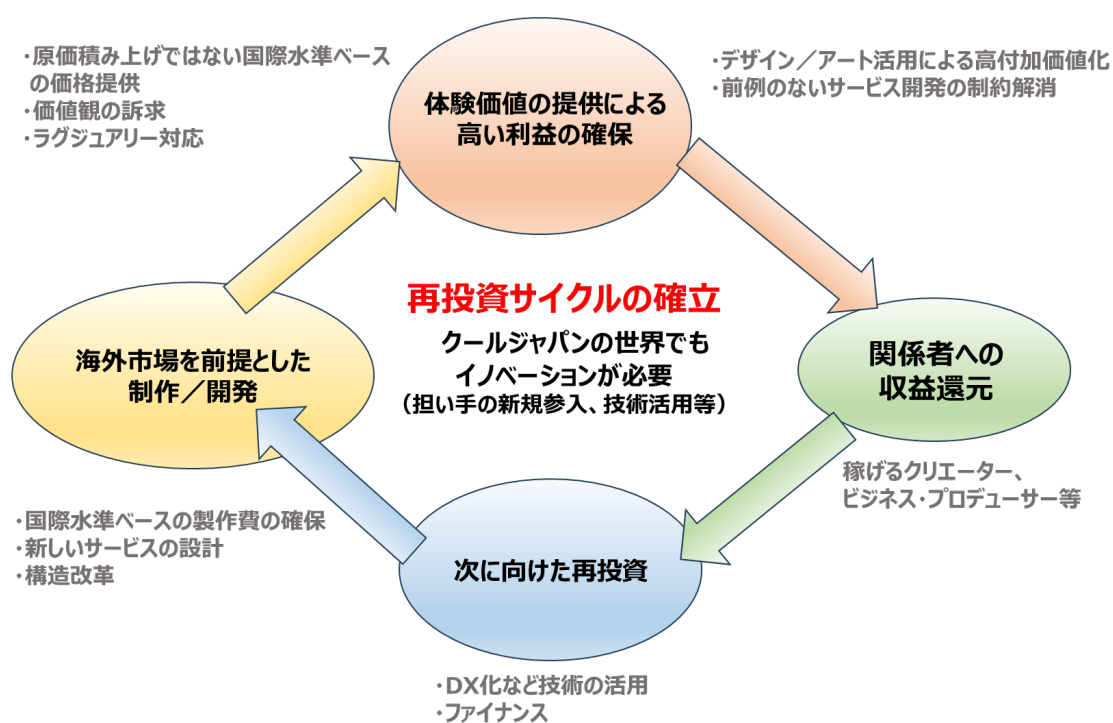 ・原価積み上げではない国際水準ベース
の価格提供
・価値観の訴求
・ラグジュアリー対応
体験価値の提供による
高い利益の確保
・デザイン／アート活用による高付加価値化
・前例のないサービス開発の制約解消
再投資サイクルの確立
クールジャパンの世界でも
イノベーションが必要
（担い手の新規参入、技術活用等）
海外市場を前提とした
制作／開発
関係者への
収益還元
稼げるクリエーター、
ビジネス・プロデューサー等
・国際水準ベースの製作費の確保
・新しいサービスの設計
・構造改革
次に向けた再投資
・DX化など技術の活用
・ファイナンス